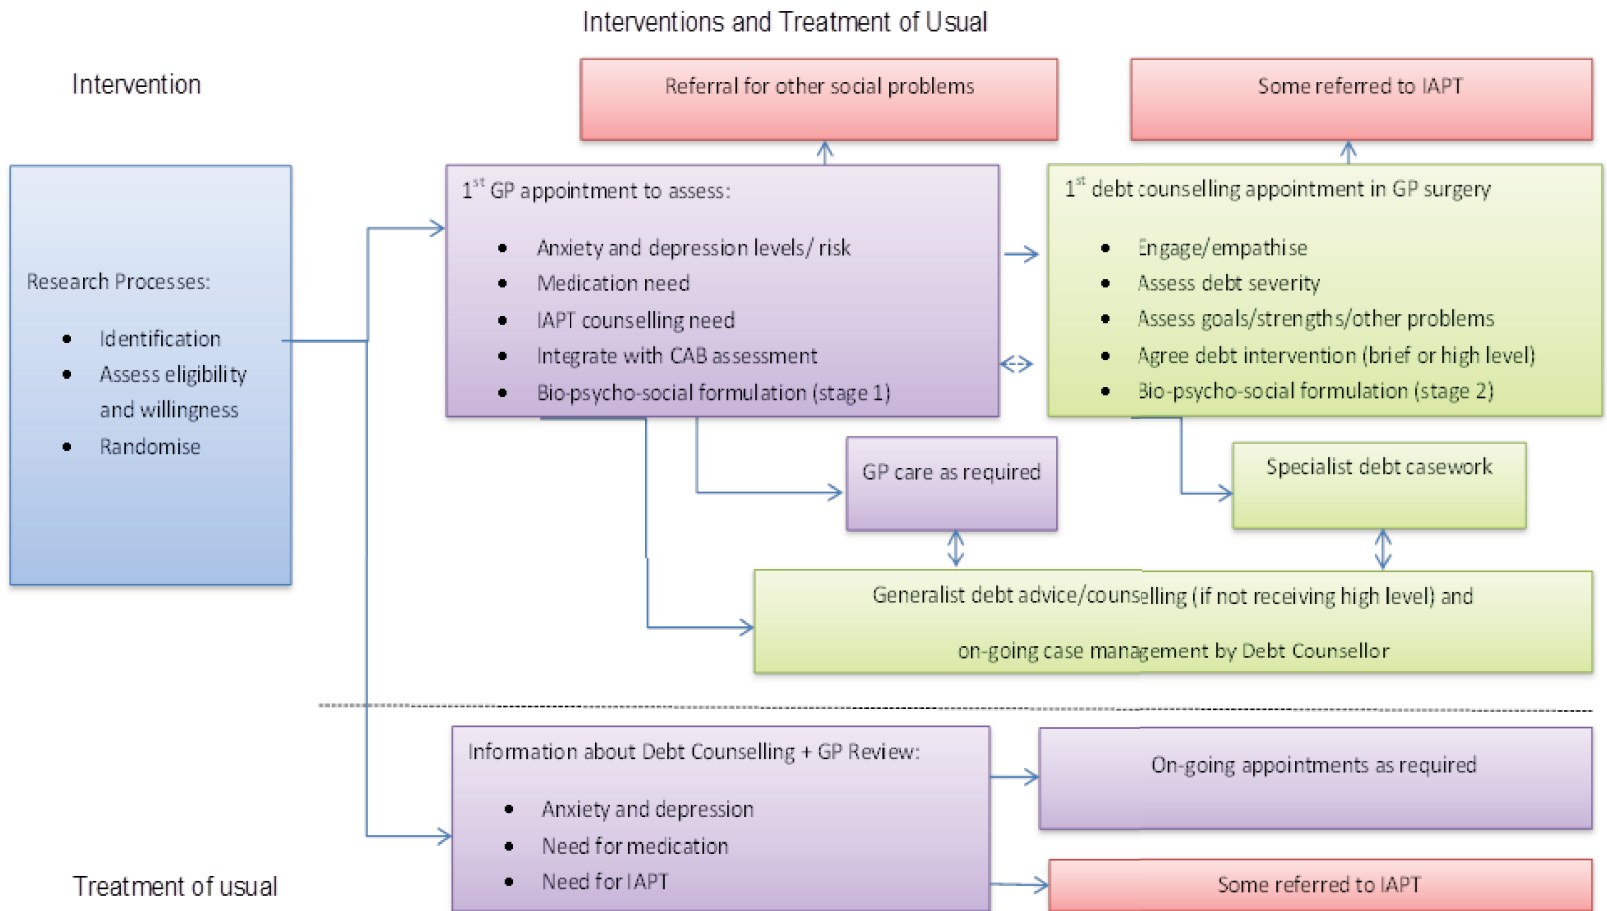 Interventions and Treatment of Usual
Intervention
Referral for other social problems
Some referred to IAPT
Research Processes:
• Identification
• Assess eligibility
and willingness
• Randomise
1st GP appointment to assess:
• Anxiety and depression levels/ risk
• Medication need
• IAPT counselling need
• Integrate with CAB assessment
• Bio-psycho-social formulation (stage 1)
1st debt counselling appointment in GP surgery
• Engage/empathise
• Assess debt severity
• Assess goals/strengths/other problems
• Agree debt intervention (brief or high level)
• Bio-psycho-social formulation (stage 2)
GP care as required
Specialist debt casework
Generalist debt advice/counselling (if not receiving high level) and
on-going case management by Debt Counsellor
Information about Debt Counselling + GP Review:
• Anxiety and depression
• Need for medication
• Need for IAPT
On-going appointments as required
Some referred to IAPT
Treatment of usual